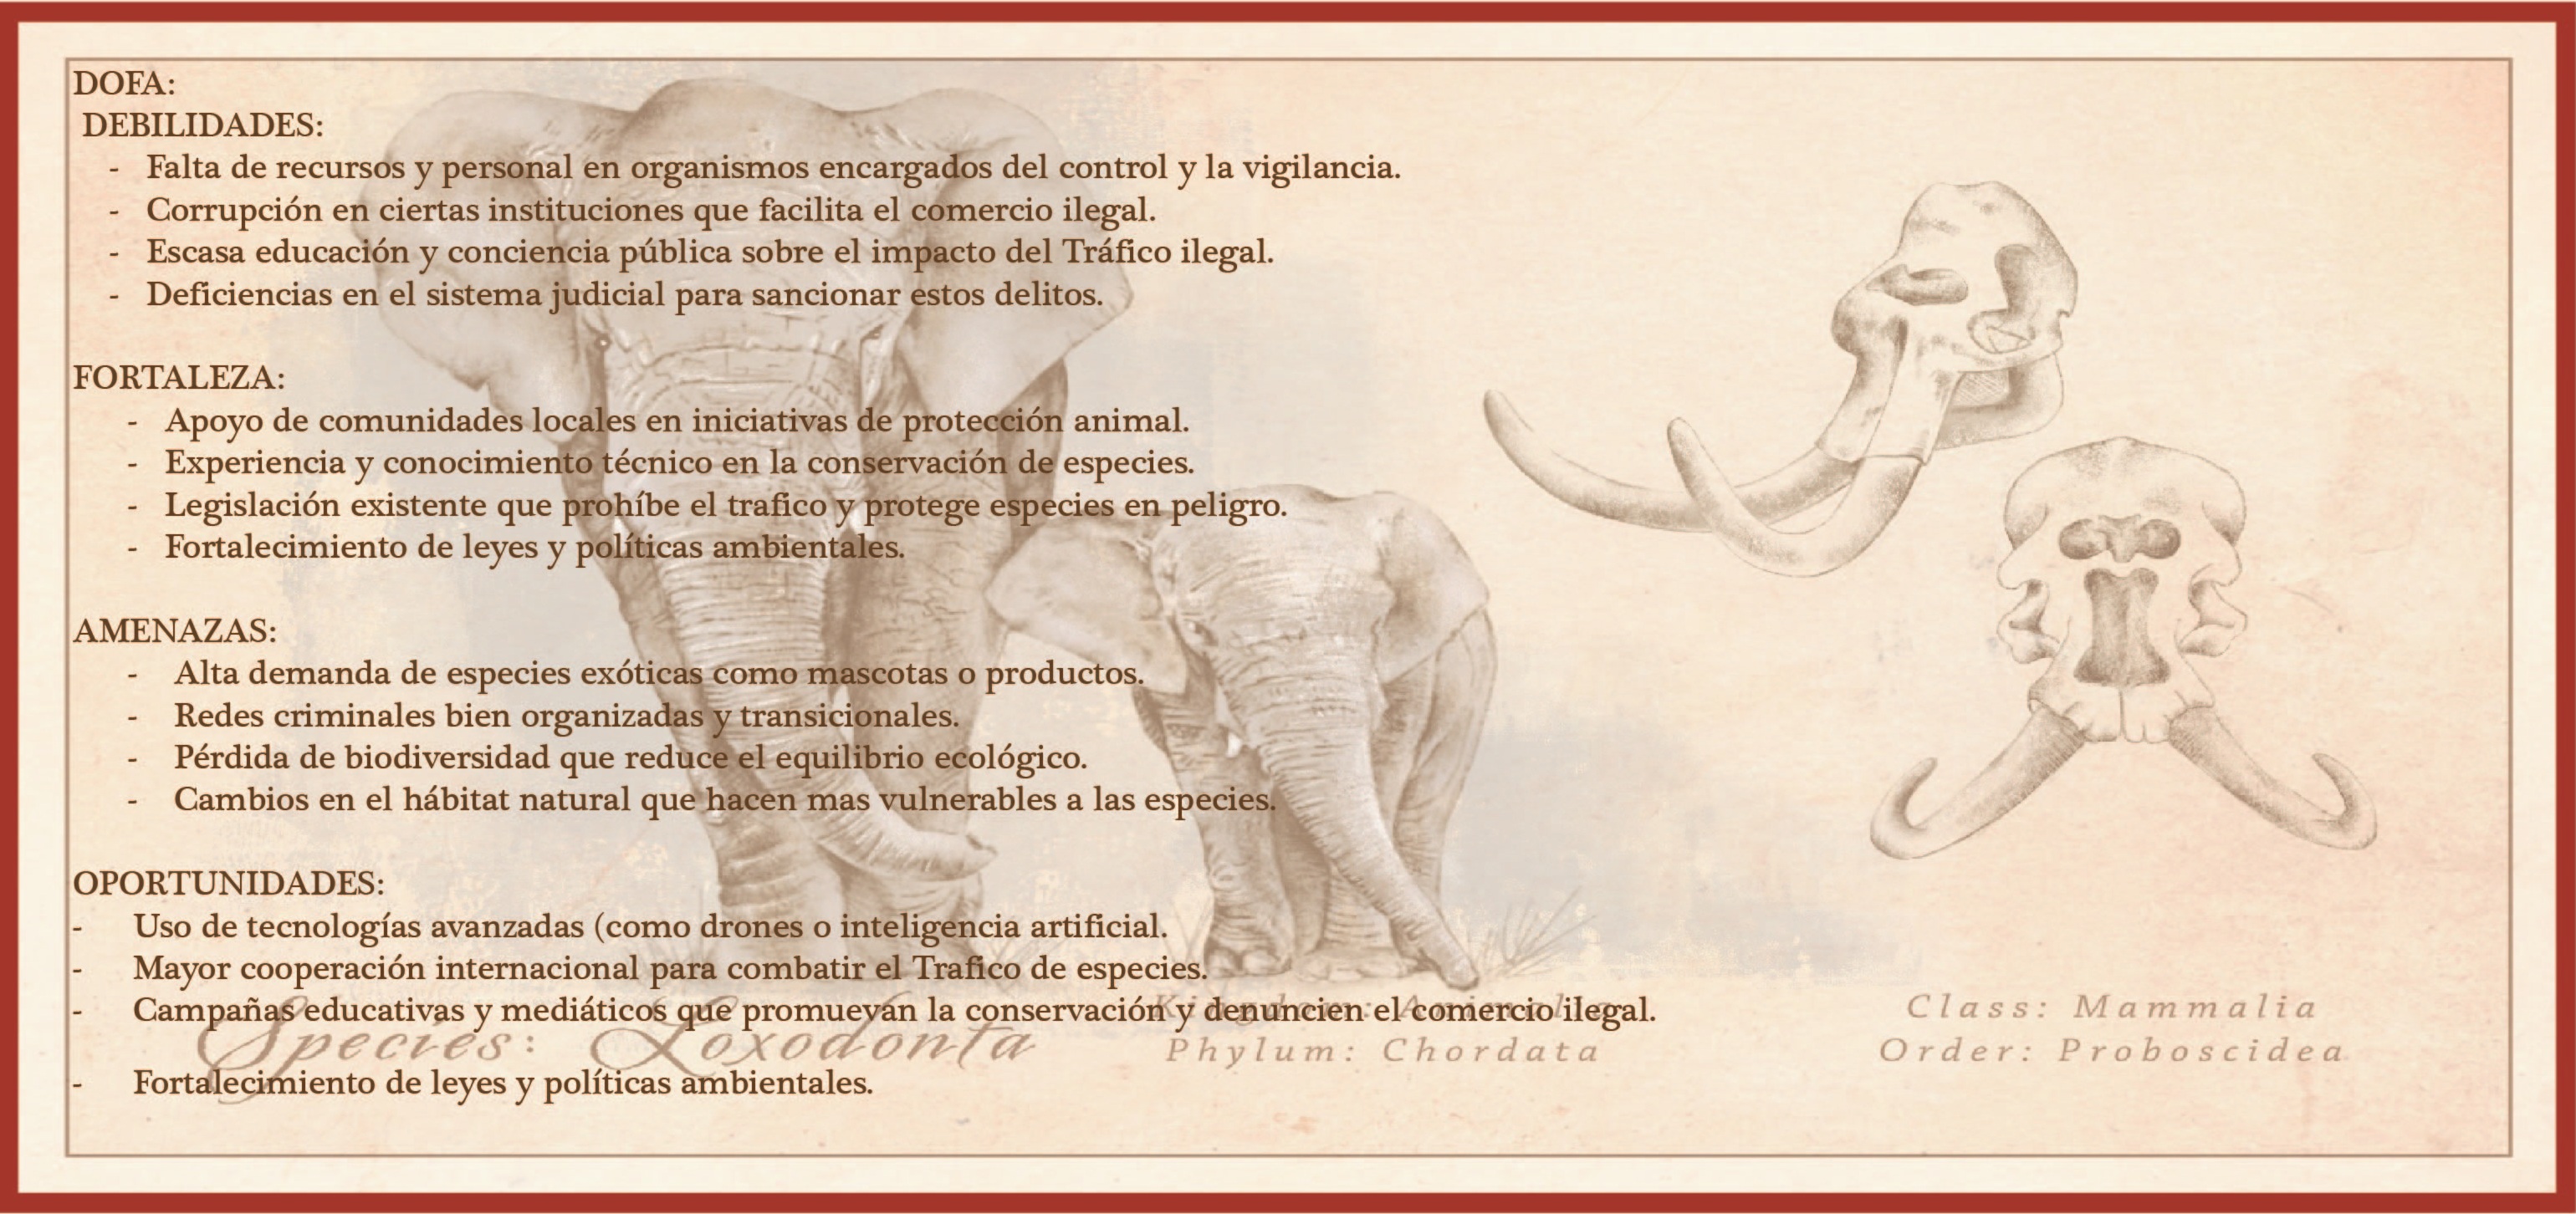 DOFA:
DEBILIDADES:
- Falta de recursos y personal en organismos encargados del control y la vigilancia.
- Corrupción en ciertas instituciones que facilita el comercio ilegal.
- Escasa educación y conciencia pública sobre el impacto del Tráfico ilegal.
- Deficiencias en el sistema judicial para sancionar estos delitos.
FORTALEZA:
- Apoyo de comunidades locales en iniciativas de protección animal.
- Experiencia y conocimiento técnico en la conservación de especies.
- Legislación existente que prohíbe el trafico y protege especies en peligro.
- Fortalecimiento de leyes y políticas ambientales.
AMENAZAS:
- Alta demanda de especies exóticas como mascotas o productos.
- Redes criminales bien organizadas y transicionales.
- Pérdida de biodiversidad que reduce el equilibrio ecológico.
- Cambios en el hábitat natural que hacen mas vulnerables a las especies.
OPORTUNIDADES:
- Uso de tecnologías avanzadas (como drones o inteligencia artificial.
- Mayor cooperación internacional para combatir el Trafico de especies.
- Campañas educativas y mediáticos que promuevan la conservación y denuncien el comercio ilegal.
- Fortalecimiento de leyes y políticas ambientales.
Species: Loxodonta
Kingdom: Animalia
Phylum: Chordata
Class: Mammalia
Order: Proboscidea